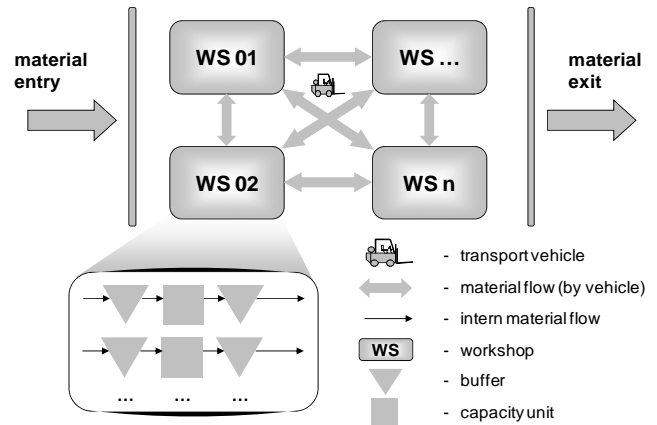 material
entry
WS 01
WS ...
material
exit
WS 02
WS n
- transport vehicle
- material flow (by vehicle)
- intern material flow
WS - workshop
- buffer
- capacity unit
... ... ...